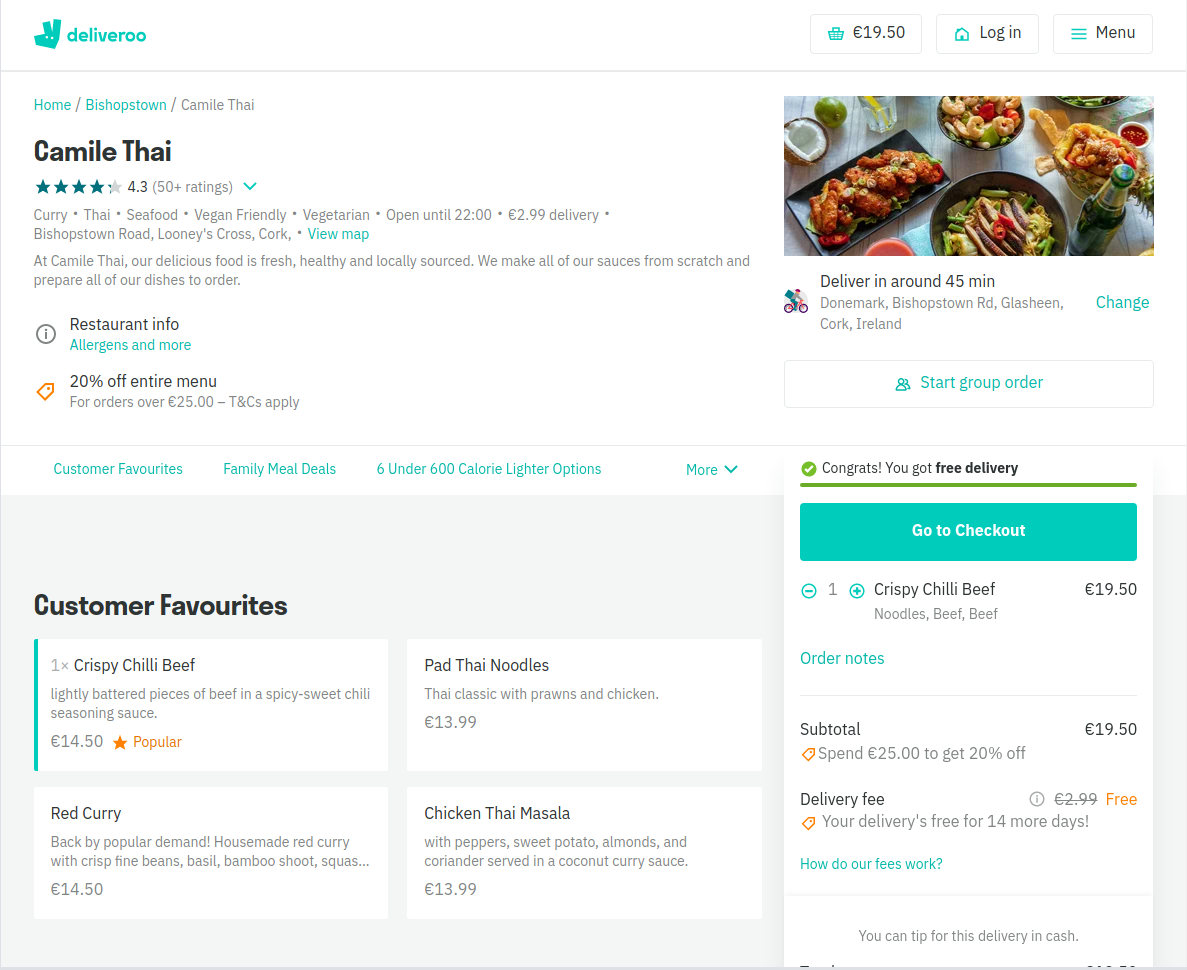 deliveroo
€19.50
Log in
Menu
Home / Bishopstown / Camile Thai
Camile Thai
4.3 (50+ ratings)
Curry • Thai • Seafood • Vegan Friendly • Vegetarian • Open until 22:00 • €2.99 delivery •
Bishopstown Road, Looney's Cross, Cork, • View map
At Camile Thai, our delicious food is fresh, healthy and locally sourced. We make all of our sauces from scratch and
prepare all of our dishes to order.
Restaurant info
Allergens and more
20% off entire menu
For orders over €25.00 – T&Cs apply
Deliver in around 45 min
Donemark, Bishopstown Rd, Glasheen,
Cork, Ireland
Change
Start group order
Customer Favourites
Family Meal Deals
6 Under 600 Calorie Lighter Options
More
Customer Favourites
1× Crispy Chilli Beef
lightly battered pieces of beef in a spicy-sweet chili
seasoning sauce.
€14.50 Popular
Pad Thai Noodles
Thai classic with prawns and chicken.
€13.99
Red Curry
Back by popular demand! Housemade red curry
with crisp fine beans, basil, bamboo shoot, squas...
€14.50
Chicken Thai Masala
with peppers, sweet potato, almonds, and
coriander served in a coconut curry sauce.
€13.99
Congrats! You got free delivery
Go to Checkout
1 Crispy Chilli Beef €19.50
Noodles, Beef, Beef
Order notes
Subtotal €19.50
Spend €25.00 to get 20% off
Delivery fee €2.99 Free
Your delivery's free for 14 more days!
How do our fees work?
You can tip for this delivery in cash.